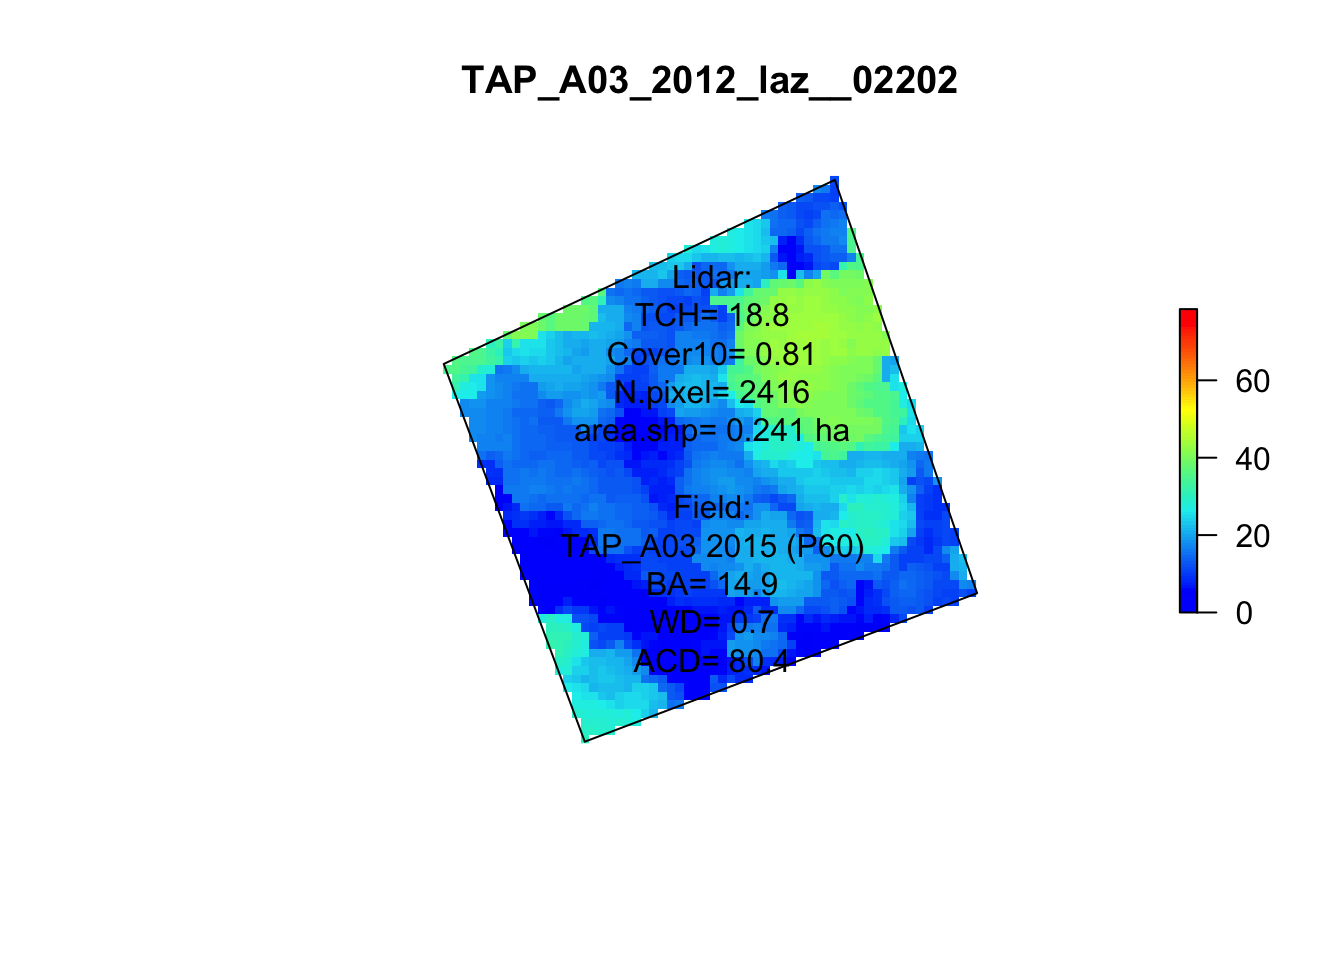 TAP_A03_2012_laz__02202
Lidar:
TCH= 18.8
Cover10= 0.81
N.pixel= 2416
area.shp= 0.241 ha
Field:
TAP_A03 2015 (P60)
BA= 14.9
WD= 0.7
ACD= 80.4
60
40
20
0